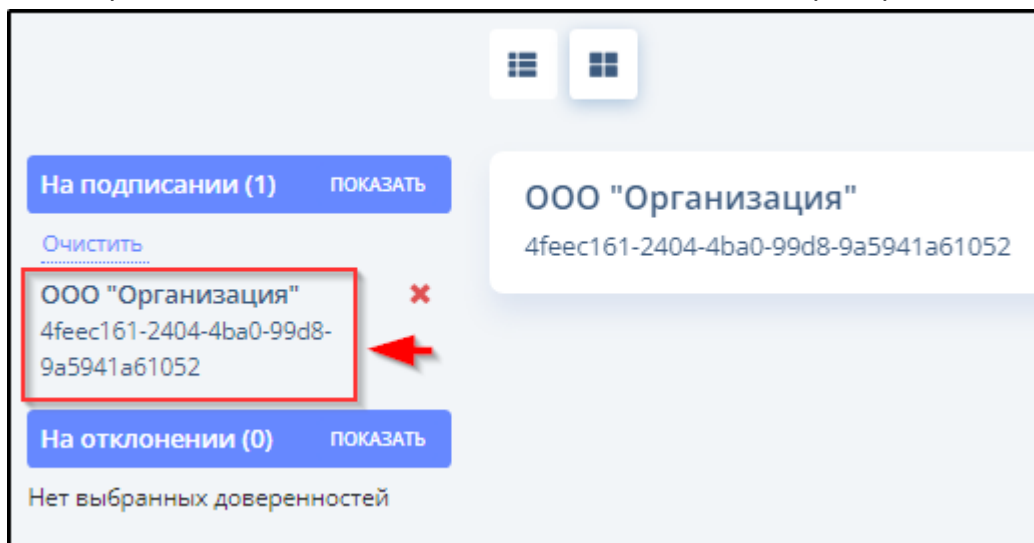 На подписании (1) ПОКАЗАТЬ
Очистить
ООО "Организация"
4feec161-2404-4ba0-99d8-
9a5941a61052
На отклонении (0) ПОКАЗАТЬ
Нет выбранных доверенностей
ООО "Организация"
4feec161-2404-4ba0-99d8-9a5941a61052